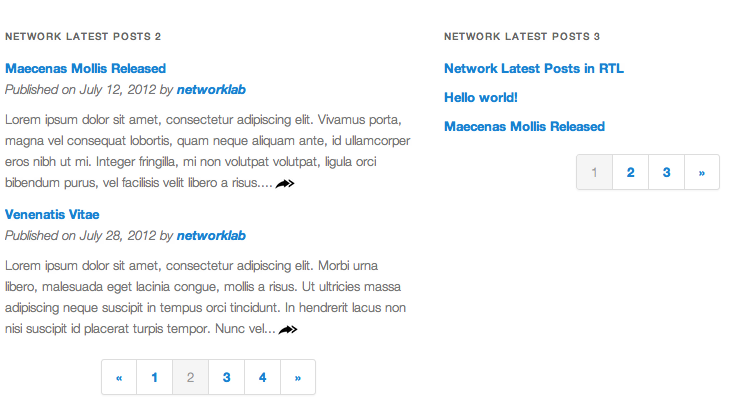 NETWORK LATEST POSTS 2
Maecenas Mollis Released
Published on July 12, 2012 by networklab
Lorem ipsum dolor sit amet, consectetur adipiscing elit. Vivamus porta,
magna vel consequat lobortis, quam neque aliquam ante, id ullamcorper
eros nibh ut mi. Integer fringilla, mi non volutpat volutpat, ligula orci
bibendum purus, vel facilisis velit libero a risus....
Venenatis Vitae
Published on July 28, 2012 by networklab
Lorem ipsum dolor sit amet, consectetur adipiscing elit. Morbi urna
libero, malesuada eget lacinia congue, mollis a risus. Ut ultricies massa
adipiscing neque suscipit in tempus orci tincidunt. In hendrerit lacus non
nisi suscipit id placerat turpis tempor. Nunc vel...
« 1 2 3 4 »
NETWORK LATEST POSTS 3
Network Latest Posts in RTL
Hello world!
Maecenas Mollis Released
1 2 3 »